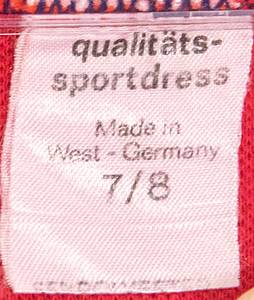 qualitäts-
sportdress
Made in
West - Germany
7/8